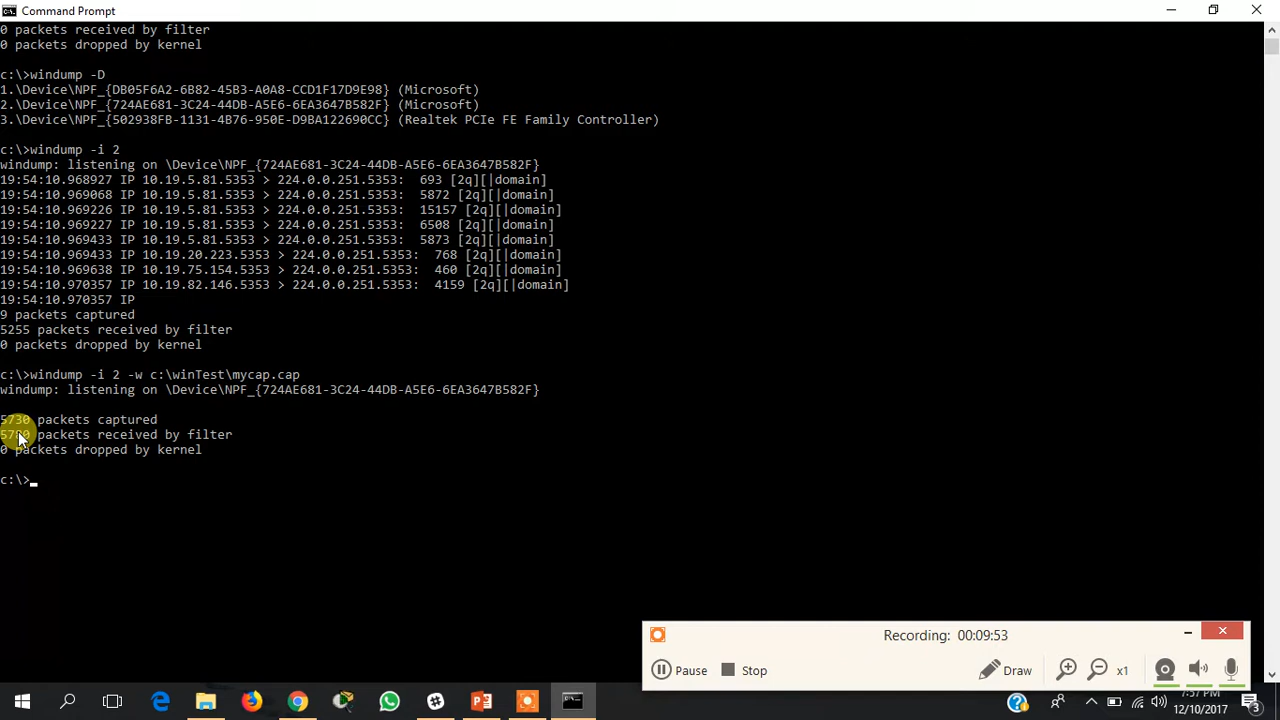 Command Prompt
0 packets received by filter
0 packets dropped by kernel
c:\>windump -D
1.\Device\NPF_{DB05F6A2-6B82-45B3-A0A8-CCD1F17D9E98} (Microsoft)
2.\Device\NPF_{724AE681-3C24-44DB-A5E6-6EA3647B582F} (Microsoft)
3.\Device\NPF_{502938FB-1131-4B76-950E-D9BA122690CC} (Realtek PCIe FE Family Controller)
c:\>windump -i 2
windump: listening on \Device\NPF_{724AE681-3C24-44DB-A5E6-6EA3647B582F}
19:54:10.968927 IP 10.19.5.81.5353 > 224.0.0.251.5353:  693 [2q][|domain]
19:54:10.969068 IP 10.19.5.81.5353 > 224.0.0.251.5353:  5872 [2q][|domain]
19:54:10.969226 IP 10.19.5.81.5353 > 224.0.0.251.5353:  15157 [2q][|domain]
19:54:10.969227 IP 10.19.5.81.5353 > 224.0.0.251.5353:  6508 [2q][|domain]
19:54:10.969433 IP 10.19.5.81.5353 > 224.0.0.251.5353:  5873 [2q][|domain]
19:54:10.969433 IP 10.19.20.223.5353 > 224.0.0.251.5353:  768 [2q][|domain]
19:54:10.969638 IP 10.19.75.154.5353 > 224.0.0.251.5353:  460 [2q][|domain]
19:54:10.970357 IP 10.19.82.146.5353 > 224.0.0.251.5353:  4159 [2q][|domain]
19:54:10.970357 IP
9 packets captured
5255 packets received by filter
0 packets dropped by kernel
c:\>windump -i 2 -w c:\winTest\mycap.cap
windump: listening on \Device\NPF_{724AE681-3C24-44DB-A5E6-6EA3647B582F}
5730 packets captured
packets received by filter
0 packets dropped by kernel
c:\>
Recording: 00:09:53
Pause Stop Draw x1
7:57 PM
12/10/2017
3